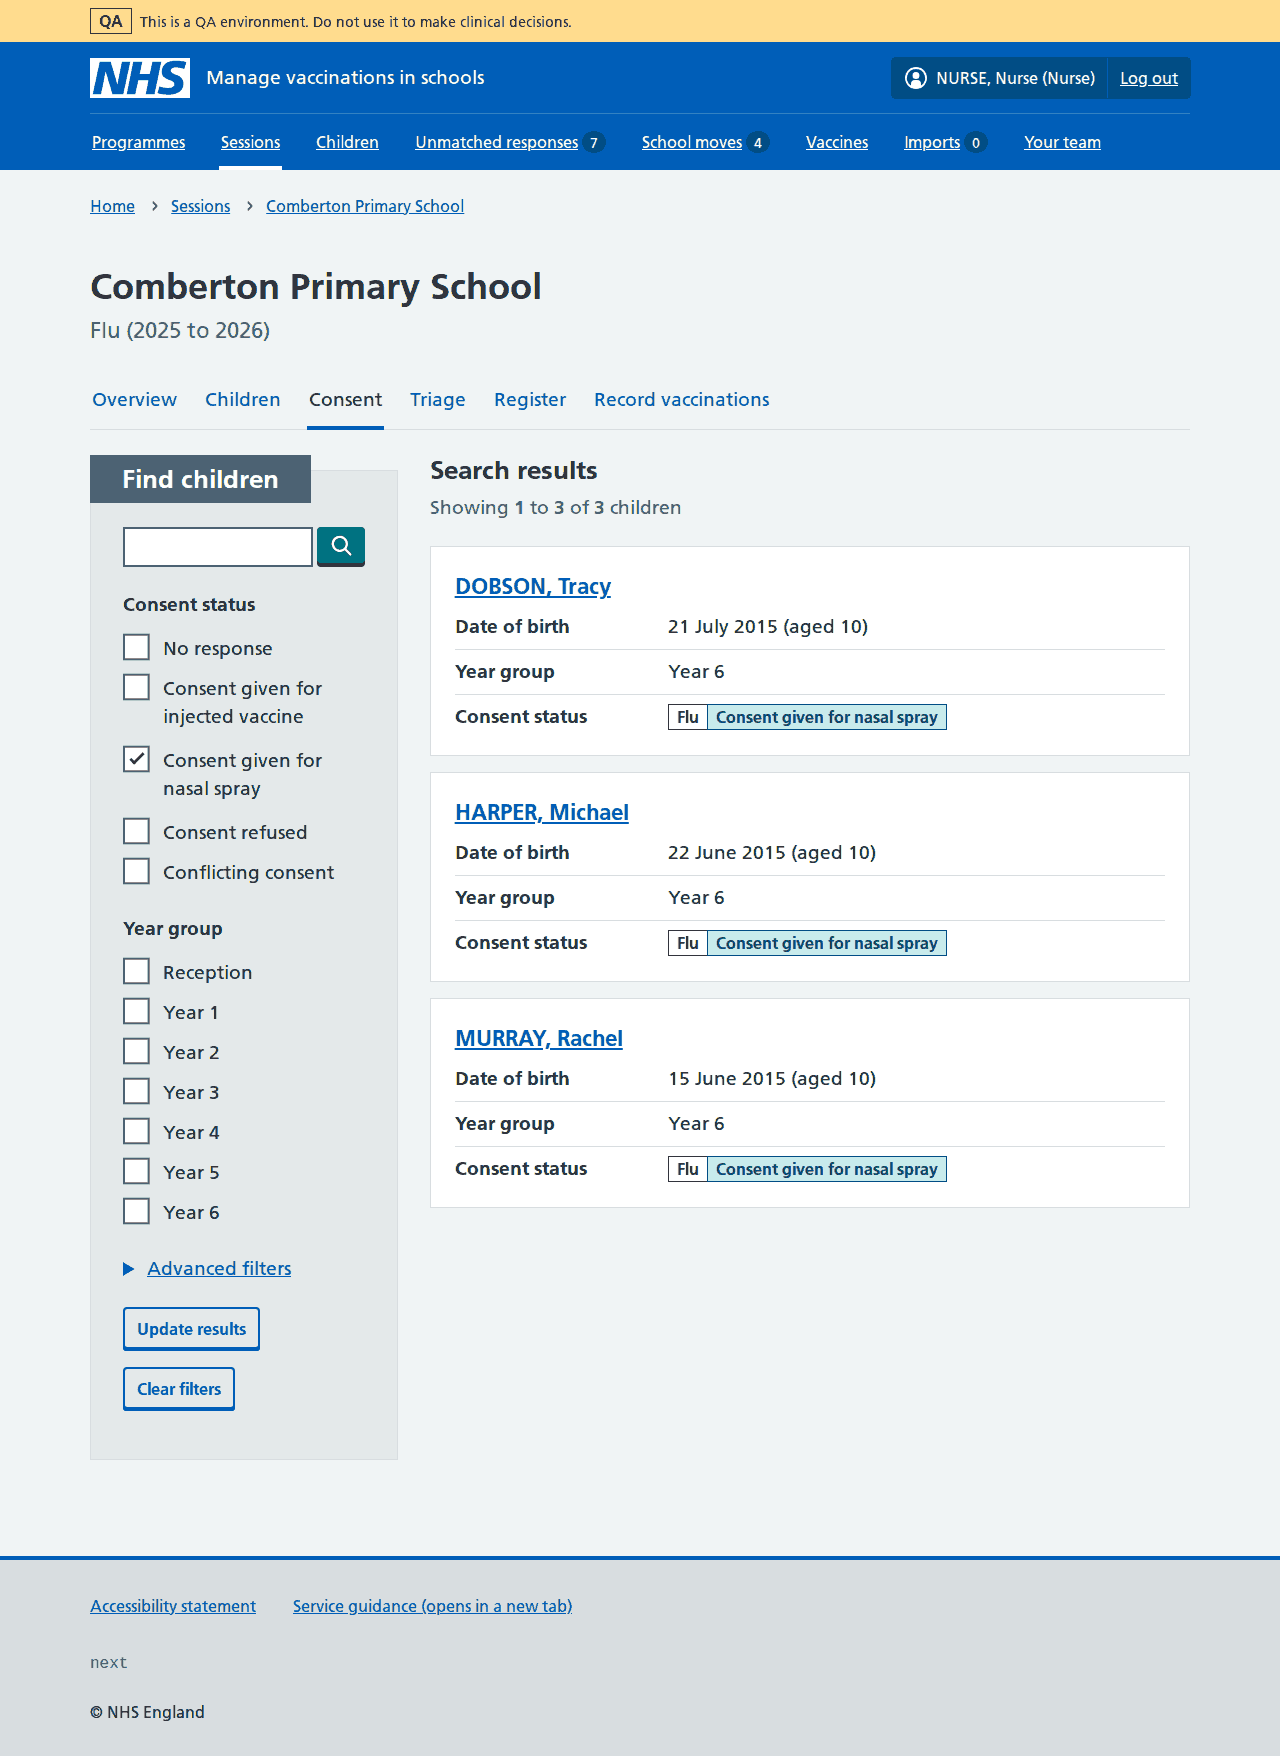 QA This is a QA environment. Do not use it to make clinical decisions.
NHS Manage vaccinations in schools NURSE, Nurse (Nurse) Log out
Programmes Sessions Children Unmatched responses 7 School moves 4 Vaccines Imports 0 Your team
Home Sessions Comberton Primary School
Comberton Primary School
Flu (2025 to 2026)
Overview Children Consent Triage Register Record vaccinations
Find children
Consent status
No response
Consent given for
injected vaccine
Consent given for
nasal spray
Consent refused
Conflicting consent
Year group
Reception
Year 1
Year 2
Year 3
Year 4
Year 5
Year 6
Advanced filters
Update results
Clear filters
Search results
Showing 1 to 3 of 3 children
DOBSON, Tracy
Date of birth 21 July 2015 (aged 10)
Year group Year 6
Consent status Flu Consent given for nasal spray
HARPER, Michael
Date of birth 22 June 2015 (aged 10)
Year group Year 6
Consent status Flu Consent given for nasal spray
MURRAY, Rachel
Date of birth 15 June 2015 (aged 10)
Year group Year 6
Consent status Flu Consent given for nasal spray
Accessibility statement Service guidance (opens in a new tab)
next
© NHS England